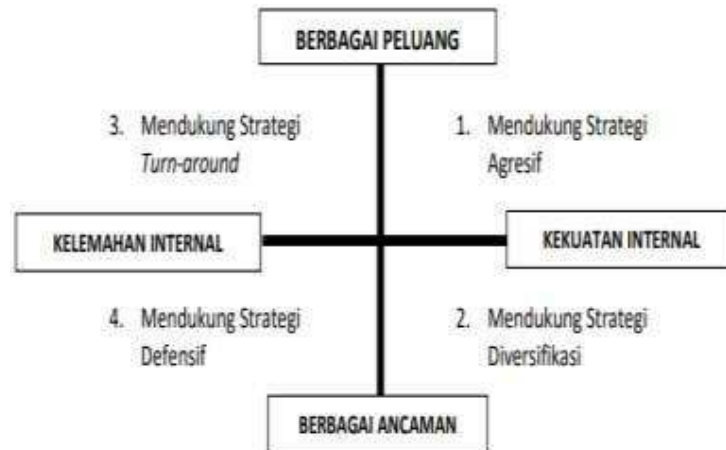 BERBAGAI PELUANG
3. Mendukung Strategi
Turn-around
1. Mendukung Strategi
Agresif
KELEMAHAN INTERNAL
KEKUATAN INTERNAL
4. Mendukung Strategi
Defensif
2. Mendukung Strategi
Diversifikasi
BERBAGAI ANCAMAN